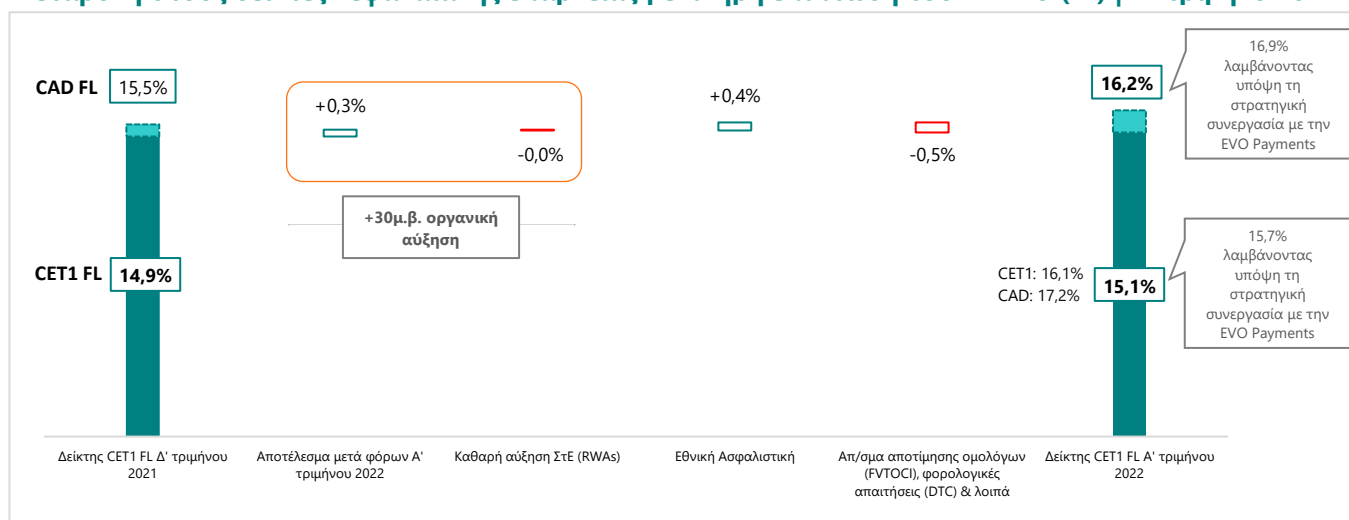 CAD FL
15,5%
+0,3%
-0,0%
+0,4%
-0,5%
16,2%
16,9%
λαμβάνοντας
υπόψη τη
στρατηγική
συνεργασία με την
EVO Payments
+30μ.β. οργανική
αύξηση
CET1 FL
14,9%
CET1: 16,1%
CAD: 17,2%
15,1%
15,7%
λαμβάνοντας
υπόψη τη
στρατηγική
συνεργασία με την
EVO Payments
Δείκτης CET1 FL Δ' τριμήνου
2021
Αποτέλεσμα μετά φόρων Α'
τριμήνου 2022
Καθαρή αύξηση ΣτΕ (RWAs)
Εθνική Ασφαλιστική
Απ/σμα αποτίμησης ομολόγων
(FVTOCI), φορολογικές
απαιτήσεις (DTC) & λοιπά
Δείκτης CET1 FL Α' τριμήνου
2022